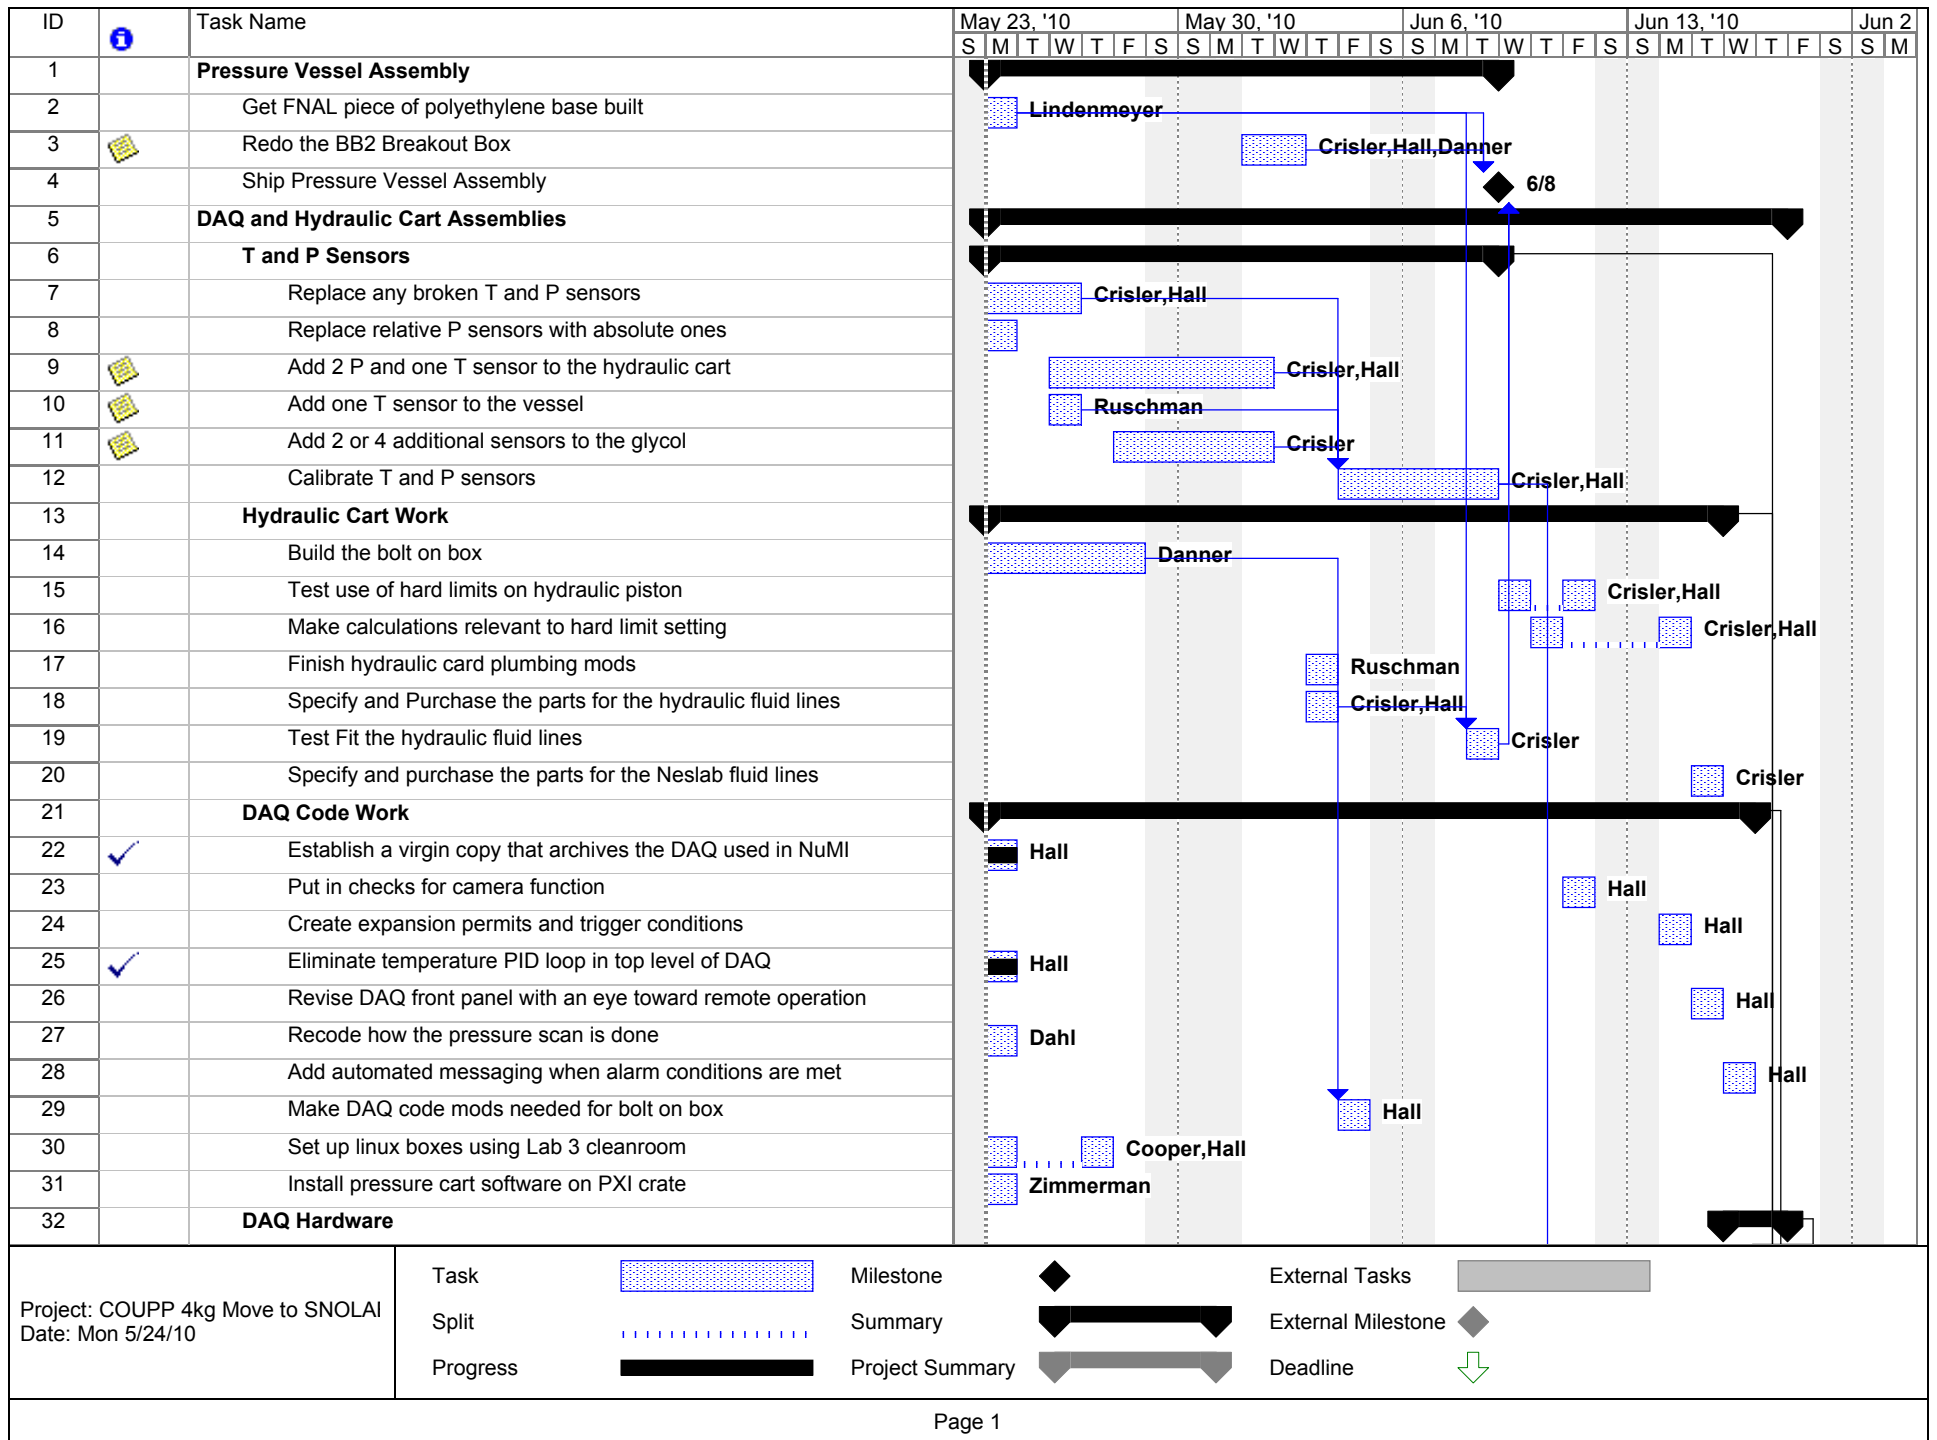 ID Task Name May 23, '10 May 30, '10 Jun 6, '10 Jun 13, '10 Jun 2
S M T W T F S S M T W T F S S M T W T F S S M T W T F S S M
1 Pressure Vessel Assembly
2 Get FNAL piece of polyethylene base built Lindenmeyer
3 Redo the BB2 Breakout Box Crisler,Hall,Danner
4 Ship Pressure Vessel Assembly 6/8
5 DAQ and Hydraulic Cart Assemblies
6 T and P Sensors
7 Replace any broken T and P sensors Crisler,Hall
8 Replace relative P sensors with absolute ones
9 Add 2 P and one T sensor to the hydraulic cart Crisler,Hall
10 Add one T sensor to the vessel Ruschman
11 Add 2 or 4 additional sensors to the glycol Crisler
12 Calibrate T and P sensors Crisler,Hall
13 Hydraulic Cart Work
14 Build the bolt on box Danner
15 Test use of hard limits on hydraulic piston Crisler,Hall
16 Make calculations relevant to hard limit setting Crisler,Hall
17 Finish hydraulic card plumbing mods Ruschman
18 Specify and Purchase the parts for the hydraulic fluid lines Crisler,Hall
19 Test Fit the hydraulic fluid lines Crisler
20 Specify and purchase the parts for the Neslab fluid lines Crisler
21 DAQ Code Work
22 Establish a virgin copy that archives the DAQ used in NuMI Hall
23 Put in checks for camera function Hall
24 Create expansion permits and trigger conditions Hall
25 Eliminate temperature PID loop in top level of DAQ Hall
26 Revise DAQ front panel with an eye toward remote operation Hall
27 Recode how the pressure scan is done Dahl
28 Add automated messaging when alarm conditions are met Hall
29 Make DAQ code mods needed for bolt on box Hall
30 Set up linux boxes using Lab 3 cleanroom Cooper,Hall
31 Install pressure cart software on PXI crate Zimmerman
32 DAQ Hardware
Project: COUPP 4kg Move to SNOLAI
Date: Mon 5/24/10
Task Milestone External Tasks
Split Summary External Milestone
Progress Project Summary Deadline
Page 1